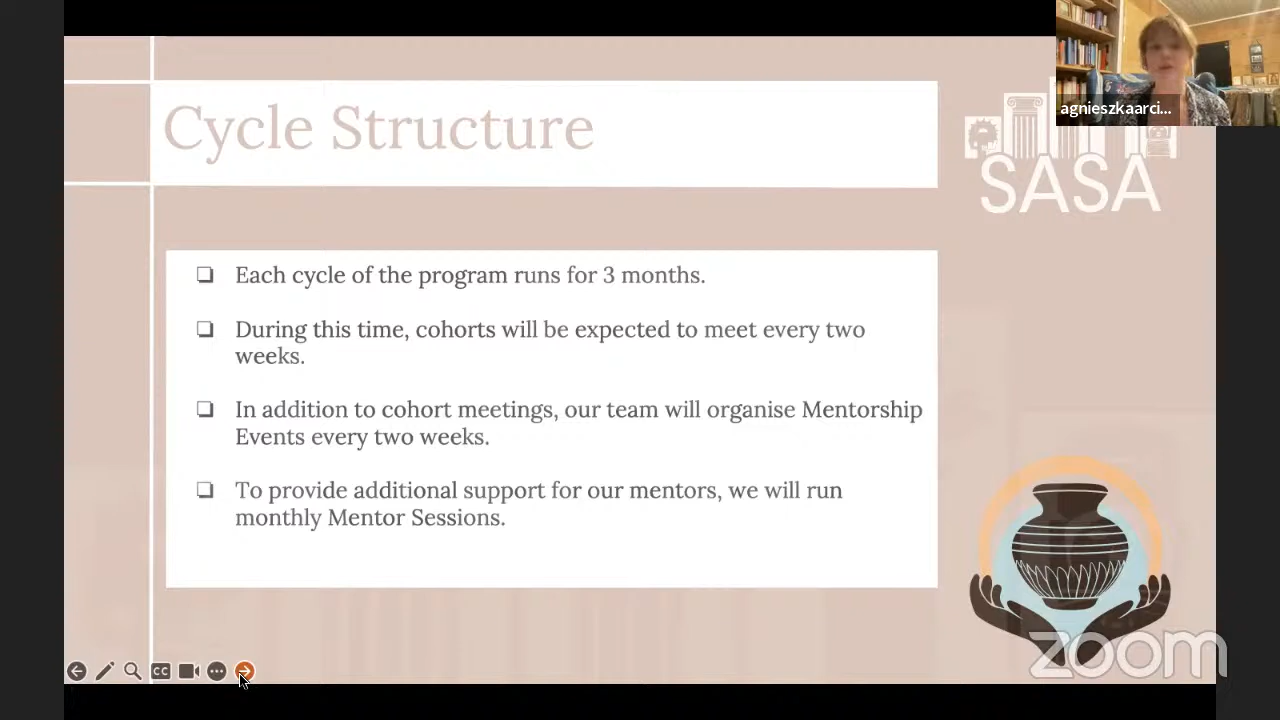 agnieszkaarci...
Cycle Structure
SASA
Each cycle of the program runs for 3 months.
During this time, cohorts will be expected to meet every two
weeks.
In addition to cohort meetings, our team will organise Mentorship
Events every two weeks.
To provide additional support for our mentors, we will run
monthly Mentor Sessions.
CC
zoom